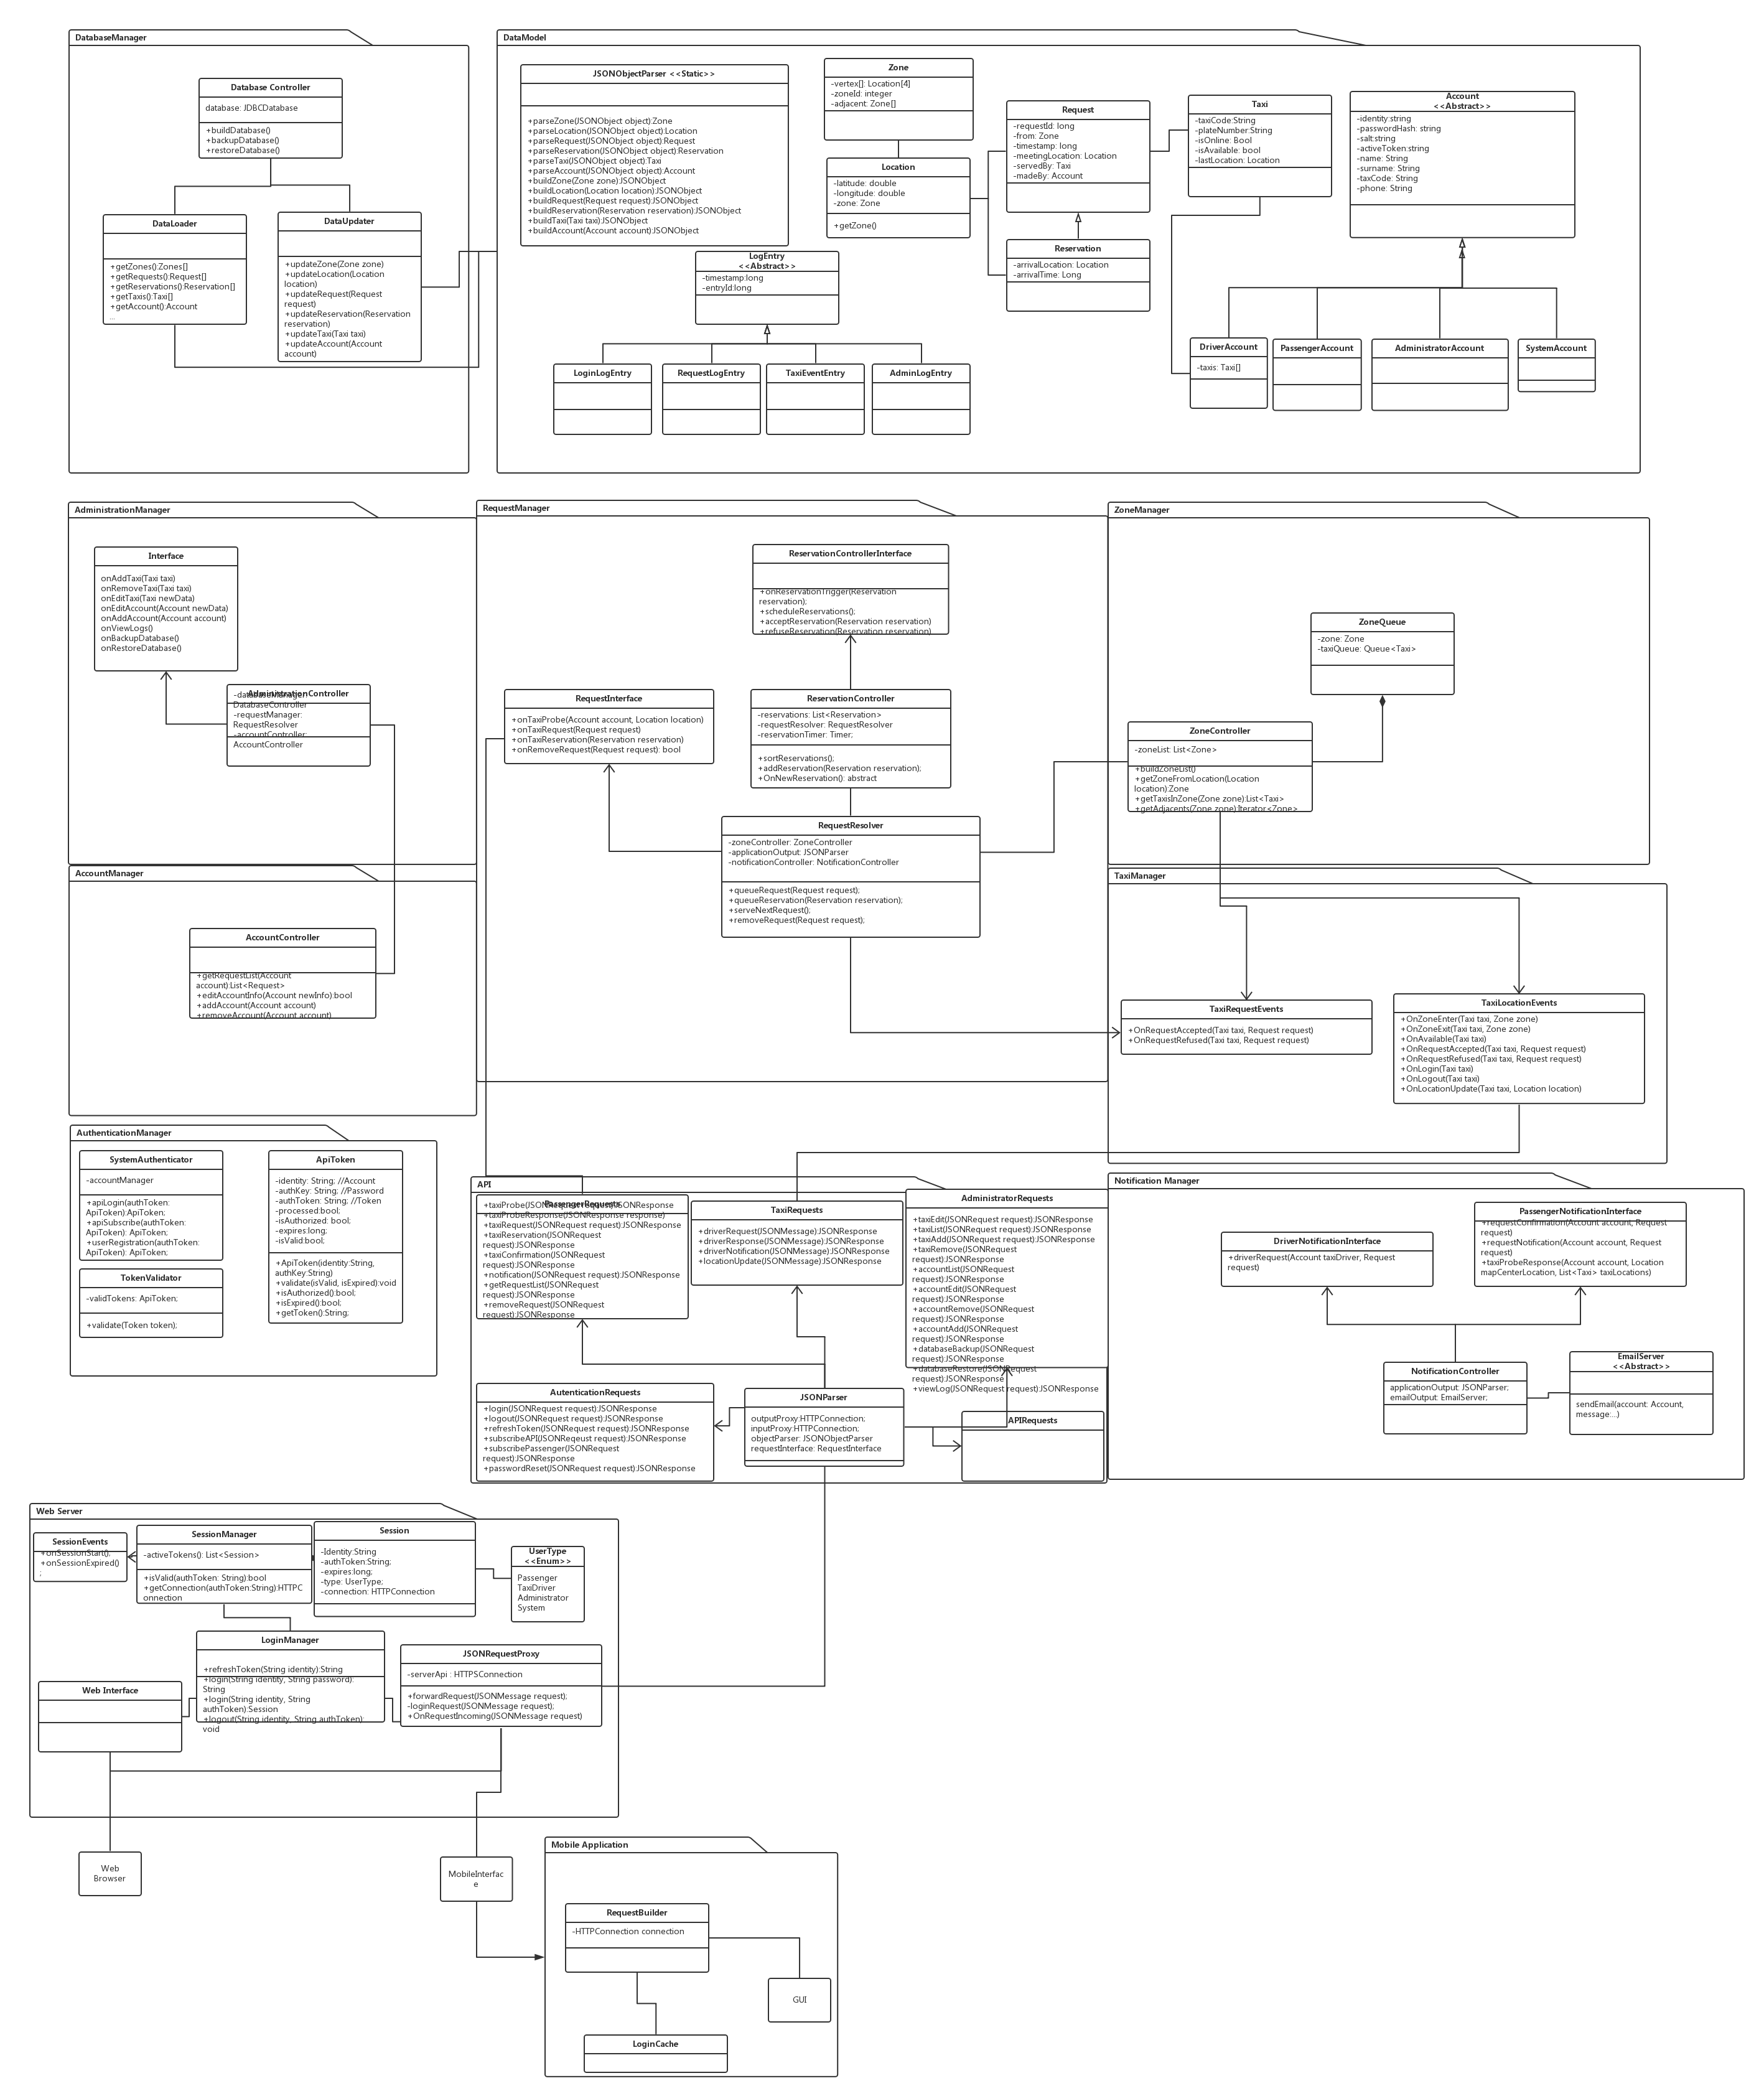 DatabaseManager
Database Controller
database: JDBCDatabase
+buildDatabase()
+backupDatabase()
+restoreDatabase()
DataLoader
+getZones():Zones[]
+getRequests():Request[]
+getReservations():Reservation[]
+getTaxis():Taxi[]
+getAccount():Account
...
DataUpdater
+updateZone(Zone zone)
+updateLocation(Location
location)
+updateRequest(Request
request)
+updateReservation(Reservation
reservation)
+updateTaxi(Taxi taxi)
+updateAccount(Account
account)
DataModel
JSONObjectParser <<Static>>
+parseZone(JSONObject object):Zone
+parseLocation(JSONObject object):Location
+parseRequest(JSONObject object):Request
+parseReservation(JSONObject object):Reservation
+parseTaxi(JSONObject object):Taxi
+parseAccount(JSONObject object):Account
+buildZone(Zone zone):JSONObject
+buildLocation(Location location):JSONObject
+buildRequest(Request request):JSONObject
+buildReservation(Reservation reservation):JSONObject
+buildTaxi(Taxi taxi):JSONObject
+buildAccount(Account account):JSONObject
Zone
-vertex[]: Location[4]
-zoneId: integer
-adjacent: Zone[]
Location
-latitude: double
-longitude: double
-zone: Zone
+getZone()
Request
-requestId: long
-from: Zone
-timestamp: long
-meetingLocation: Location
-servedBy: Taxi
-madeBy: Account
Reservation
-arrivalLocation: Location
-arrivalTime: Long
Taxi
-taxiCode:String
-plateNumber:String
-isOnline: Bool
-isAvailable: bool
-lastLocation: Location
Account
<<Abstract>>
-identity:string
-passwordHash: string
-salt:string
-activeToken:string
-name: String
-surname: String
-taxCode: String
-phone: String
LogEntry
<<Abstract>>
-timestamp:long
-entryId:long
LoginLogEntry
RequestLogEntry
TaxiEventEntry
AdminLogEntry
DriverAccount
-taxis: Taxi[]
PassengerAccount
AdministratorAccount
SystemAccount
AdministrationManager
Interface
onAddTaxi(Taxi taxi)
onRemoveTaxi(Taxi taxi)
onEditTaxi(Taxi newData)
onEditAccount(Account newData)
onAddAccount(Account account)
onViewLogs()
onBackupDatabase()
onRestoreDatabase()
AdministrationController
-databaseManager:
DatabaseController
-requestManager:
RequestResolver
-accountController:
AccountController
AccountManager
AccountController
+getRequestList(Account
account):List<Request>
+editAccountInfo(Account newInfo):bool
+addAccount(Account account)
+removeAccount(Account account)
RequestManager
ReservationControllerInterface
+onReservationTrigger(Reservation
reservation);
+scheduleReservations();
+acceptReservation(Reservation reservation)
+refuseReservation(Reservation reservation)
RequestInterface
+onTaxiProbe(Account account, Location location)
+onTaxiRequest(Request request)
+onTaxiReservation(Reservation reservation)
+onRemoveRequest(Request request): bool
ReservationController
-reservations: List<Reservation>
-requestResolver: RequestResolver
-reservationTimer: Timer;
+sortReservations();
+addReservation(Reservation reservation);
+OnNewReservation(): abstract
RequestResolver
-zoneController: ZoneController
-applicationOutput: JSONParser
-notificationController: NotificationController
+queueRequest(Request request);
+queueReservation(Reservation reservation);
+serveNextRequest();
+removeRequest(Request request);
ZoneManager
ZoneQueue
-zone: Zone
-taxiQueue: Queue<Taxi>
ZoneController
-zoneList: List<Zone>
+buildZoneList()
+getZoneFromLocation(Location
location):Zone
+getTaxisInZone(Zone zone):List<Taxi>
+getAdjacents(Zone zone):Iterator<Zone>
TaxiManager
TaxiRequestEvents
+OnRequestAccepted(Taxi taxi, Request request)
+OnRequestRefused(Taxi taxi, Request request)
TaxiLocationEvents
+OnZoneEnter(Taxi taxi, Zone zone)
+OnZoneExit(Taxi taxi, Zone zone)
+OnAvailable(Taxi taxi)
+OnRequestAccepted(Taxi taxi, Request request)
+OnRequestRefused(Taxi taxi, Request request)
+OnLogin(Taxi taxi)
+OnLogout(Taxi taxi)
+OnLocationUpdate(Taxi taxi, Location location)
AuthenticationManager
SystemAuthenticator
-accountManager
+apiLogin(authToken:
ApiToken):ApiToken;
+apiSubscribe(authToken:
ApiToken): ApiToken;
+userRegistration(authToken:
ApiToken): ApiToken;
TokenValidator
-validTokens: ApiToken;
+validate(Token token);
ApiToken
-identity: String; //Account
-authKey: String; //Password
-authToken: String; //Token
-processed:bool;
-isAuthorized: bool;
-expires:long;
-isValid:bool;
+ApiToken(identity:String,
authKey:String)
+validate(isValid, isExpired):void
+isAuthorized():bool;
+isExpired():bool;
+getToken():String;
API
PassengerRequests
+taxiProbe(JSONRequest request):JSONResponse
+taxiProbeResponse(JSONResponse response)
+taxiRequest(JSONRequest request):JSONResponse
+taxiReservation(JSONRequest
request):JSONResponse
+taxiConfirmation(JSONRequest
request):JSONResponse
+notification(JSONRequest request):JSONResponse
+getRequestList(JSONRequest
request):JSONResponse
+removeRequest(JSONRequest
request):JSONResponse
TaxiRequests
+driverRequest(JSONMessage):JSONResponse
+driverResponse(JSONMessage):JSONResponse
+driverNotification(JSONMessage):JSONResponse
+locationUpdate(JSONMessage):JSONResponse
AdministratorRequests
+taxiEdit(JSONRequest request):JSONResponse
+taxiList(JSONRequest request):JSONResponse
+taxiAdd(JSONRequest request):JSONResponse
+taxiRemove(JSONRequest
request):JSONResponse
+accountList(JSONRequest
request):JSONResponse
+accountEdit(JSONRequest
request):JSONResponse
+accountRemove(JSONRequest
request):JSONResponse
+accountAdd(JSONRequest
request):JSONResponse
+databaseBackup(JSONRequest
request):JSONResponse
+databaseRestore(JSONRequest
request):JSONResponse
+viewLog(JSONRequest request):JSONResponse
AutenticationRequests
+login(JSONRequest request):JSONResponse
+logout(JSONRequest request):JSONResponse
+refreshToken(JSONRequest request):JSONResponse
+subscribeAPI(JSONReqeust request):JSONResponse
+subscribePassenger(JSONRequest
request):JSONResponse
+passwordReset(JSONRequest request):JSONResponse
JSONParser
outputProxy:HTTPConnection;
inputProxy:HTTPConnection;
objectParser: JSONObjectParser
requestInterface: RequestInterface
APIRequests
Notification Manager
DriverNotificationInterface
+driverRequest(Account taxiDriver, Request
request)
PassengerNotificationInterface
+requestConfirmation(Account account, Request
request)
+requestNotification(Account account, Request
request)
+taxiProbeResponse(Account account, Location
mapCenterLocation, List<Taxi> taxiLocations)
NotificationController
applicationOutput: JSONParser;
emailOutput: EmailServer;
EmailServer
<<Abstract>>
sendEmail(account: Account,
message:...)
Web Server
SessionEvents
+onSessionStart();
+onSessionExpired()
;
SessionManager
-activeTokens(): List<Session>
+isValid(authToken: String):bool
+getConnection(authToken:String):HTTPC
onnection
Session
-Identity:String
-authToken:String;
-expires:long;
-type: UserType;
-connection: HTTPConnection
UserType
<<Enum>>
Passenger
TaxiDriver
Administrator
System
LoginManager
+refreshToken(String identity):String
+login(String identity, String password):
String
+login(String identity, String
authToken):Session
+logout(String identity, String authToken):
void
JSONRequestProxy
-serverApi : HTTPSConnection
+forwardRequest(JSONMessage request);
-loginRequest(JSONMessage request);
+OnRequestIncoming(JSONMessage request)
Web Interface
Web
Browser
MobileInterfac
e
Mobile Application
RequestBuilder
-HTTPConnection connection
GUI
LoginCache